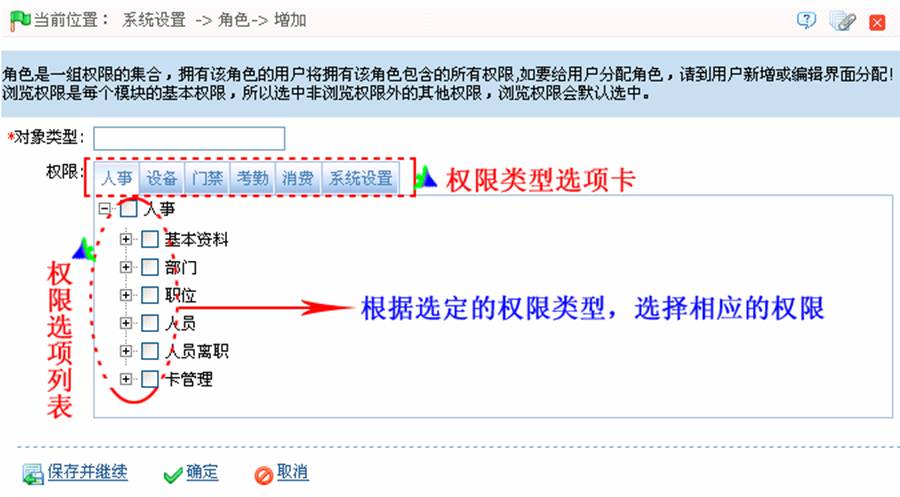 当前位置： 系统设置 -> 角色-> 增加
角色是一组权限的集合，拥有该角色的用户将拥有该角色包含的所有权限,如要给用户分配角色，请到用户新增或编辑界面分配!
浏览权限是每个模块的基本权限，所以选中非浏览权限外的其他权限，浏览权限会默认选中。
*对象类型:
权限: 人事 设备 门禁 考勤 消费 系统设置 权限类型选项卡
人事
基本资料
部门
职位
人员
人员离职
卡管理
权限选项列表
根据选定的权限类型，选择相应的权限
保存并继续 确定 取消